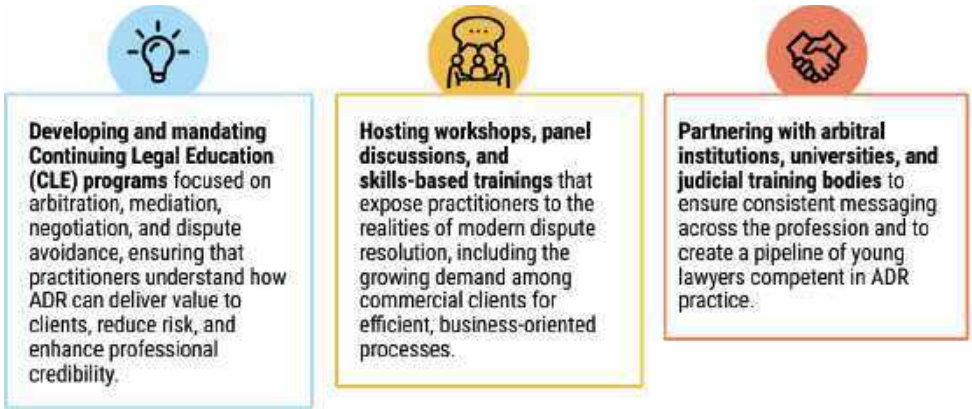 Developing and mandating
Continuing Legal Education
(CLE) programs focused on
arbitration, mediation,
negotiation, and dispute
avoidance, ensuring that
practitioners understand how
ADR can deliver value to
clients, reduce risk, and
enhance professional
credibility.
Hosting workshops, panel
discussions, and
skills-based trainings that
expose practitioners to the
realities of modern dispute
resolution, including the
growing demand among
commercial clients for
efficient, business-oriented
processes.
Partnering with arbitral
institutions, universities, and
judicial training bodies to
ensure consistent messaging
across the profession and to
create a pipeline of young
lawyers competent in ADR
practice.